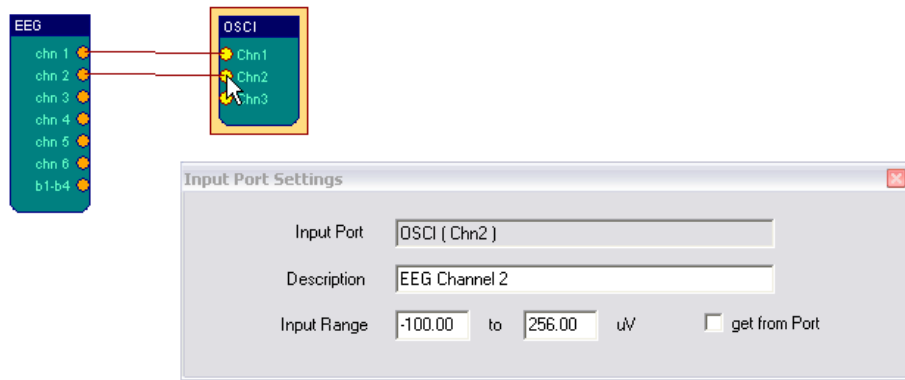 EEG
chn 1
chn 2
chn 3
chn 4
chn 5
chn 6
b1-b4
OSCI
Chn1
Chn2
Chn3
Input Port Settings
Input Port OSCI ( Chn2 )
Description EEG Channel 2
Input Range -100.00 to 256.00 uV get from Port